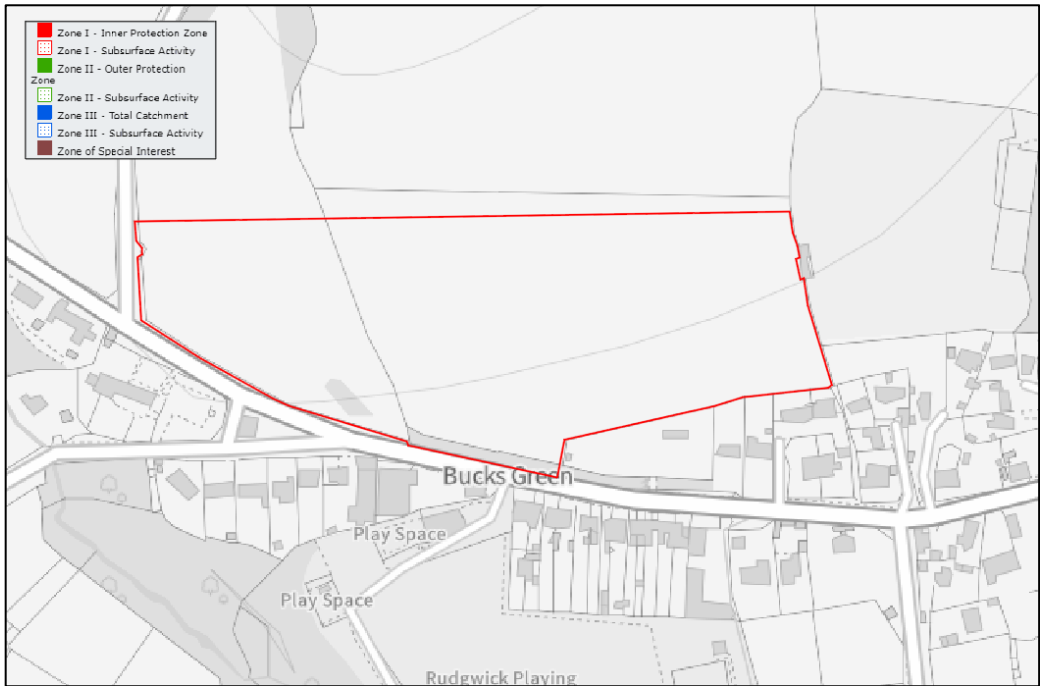 Zone I - Inner Protection Zone
Zone I - Subsurface Activity
Zone II - Outer Protection
Zone
Zone II - Subsurface Activity
Zone III - Total Catchment
Zone III - Subsurface Activity
Zone of Special Interest
Bucks Green
Play Space
Play Space
Rudgwick Playing